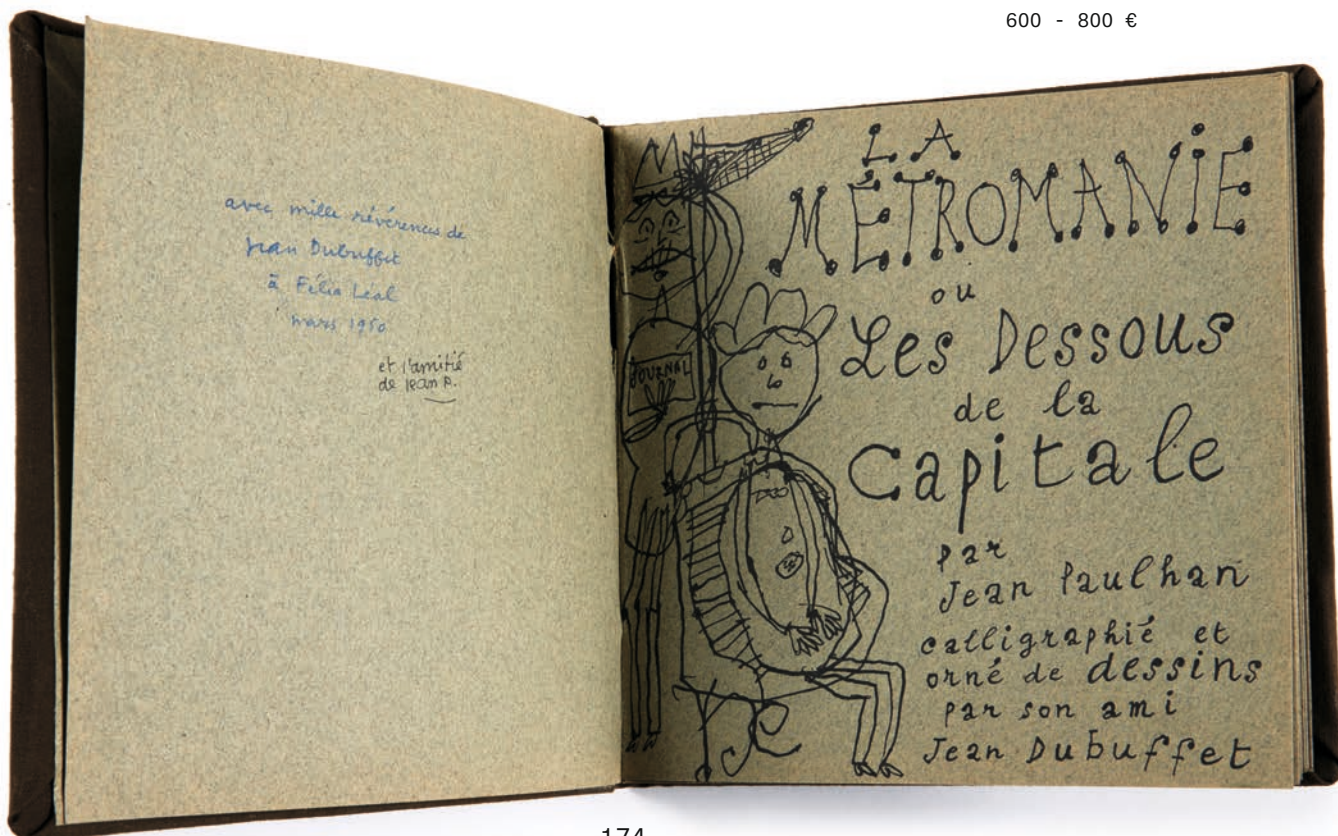 600 - 800 €
avec mille révérences de
Jean Dubuffet
à Félia Leal
mars 1950
et l'amitié
de Jean P.
JOURNAL
LA
MÉTROMANIE
ou
Les Dessous
de la
Capitale
par
Jean Paulhan
calligraphié et
orné de dessins
par son ami
Jean Dubuffet
174